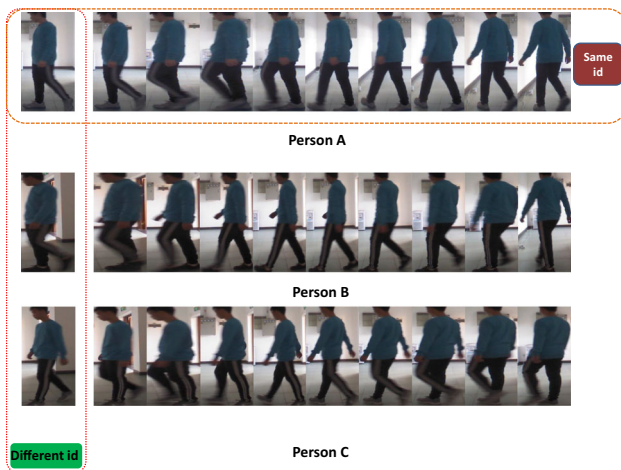 Same
id
Person A
Person B
Different id
Person C